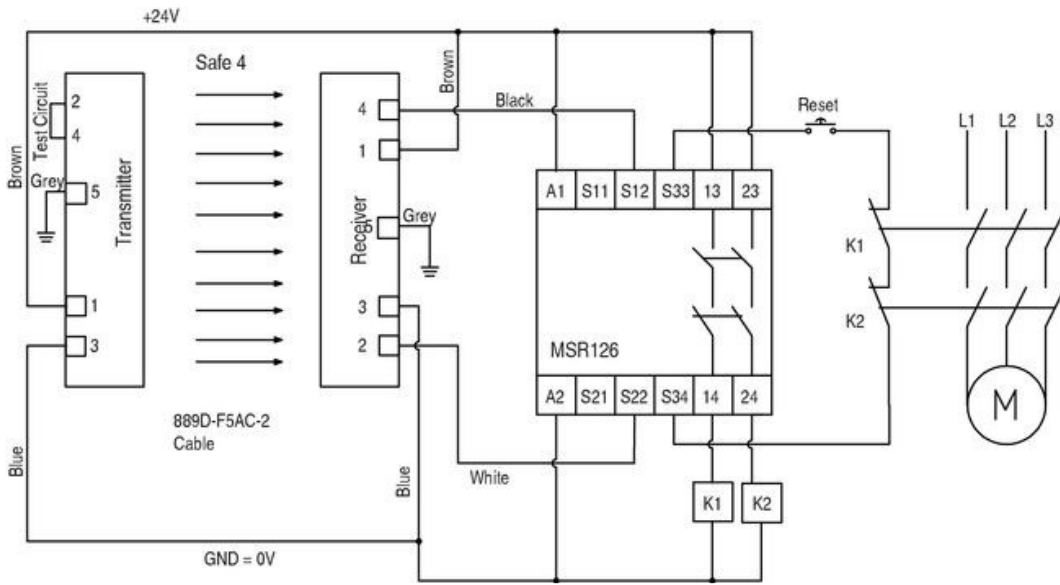 +24V
Safe 4
Brown
Test Circuit
2
4
Grey
5
Transmitter
1
3
Blue
889D-F5AC-2
Cable
GND = 0V
Receiver
4
1
Grey
3
2
Brown
Black
White
Blue
A1 S11 S12 S33 13 23
MSR126
A2 S21 S22 S34 14 24
K1 K2
Reset
K1
K2
L1 L2 L3
M